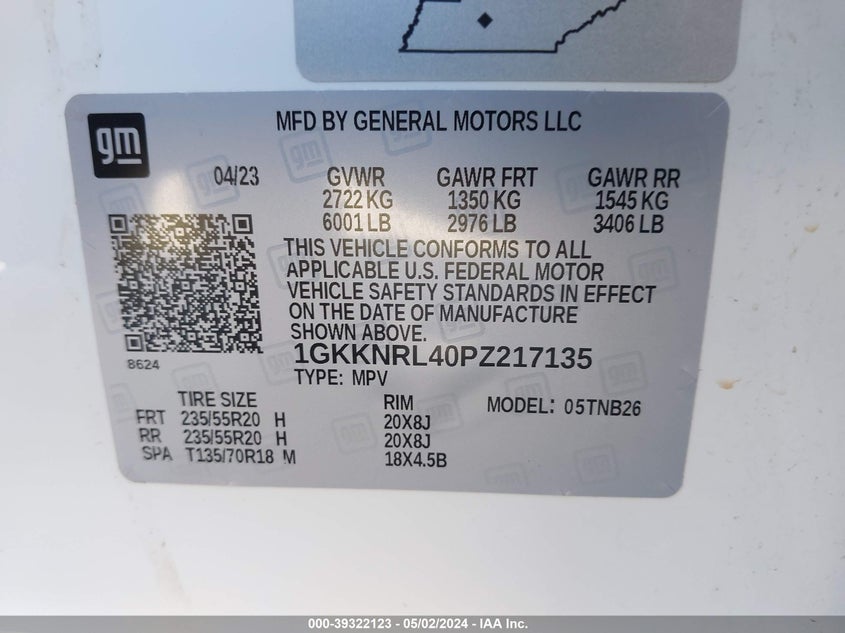 gm
MFD BY GENERAL MOTORS LLC
04/23 GVWR GAWR FRT GAWR RR
2722 KG 1350 KG 1545 KG
6001 LB 2976 LB 3406 LB
THIS VEHICLE CONFORMS TO ALL
APPLICABLE U.S. FEDERAL MOTOR
VEHICLE SAFETY STANDARDS IN EFFECT
ON THE DATE OF MANUFACTURE
SHOWN ABOVE.
1GKKNRL40PZ217135
8624
TYPE: MPV
TIRE SIZE RIM MODEL: 05TNB26
FRT 235/55R20 H 20X8J
RR 235/55R20 H 20X8J
SPA T135/70R18 M 18X4.5B
000-39322123 - 05/02/2024 - IAA Inc.